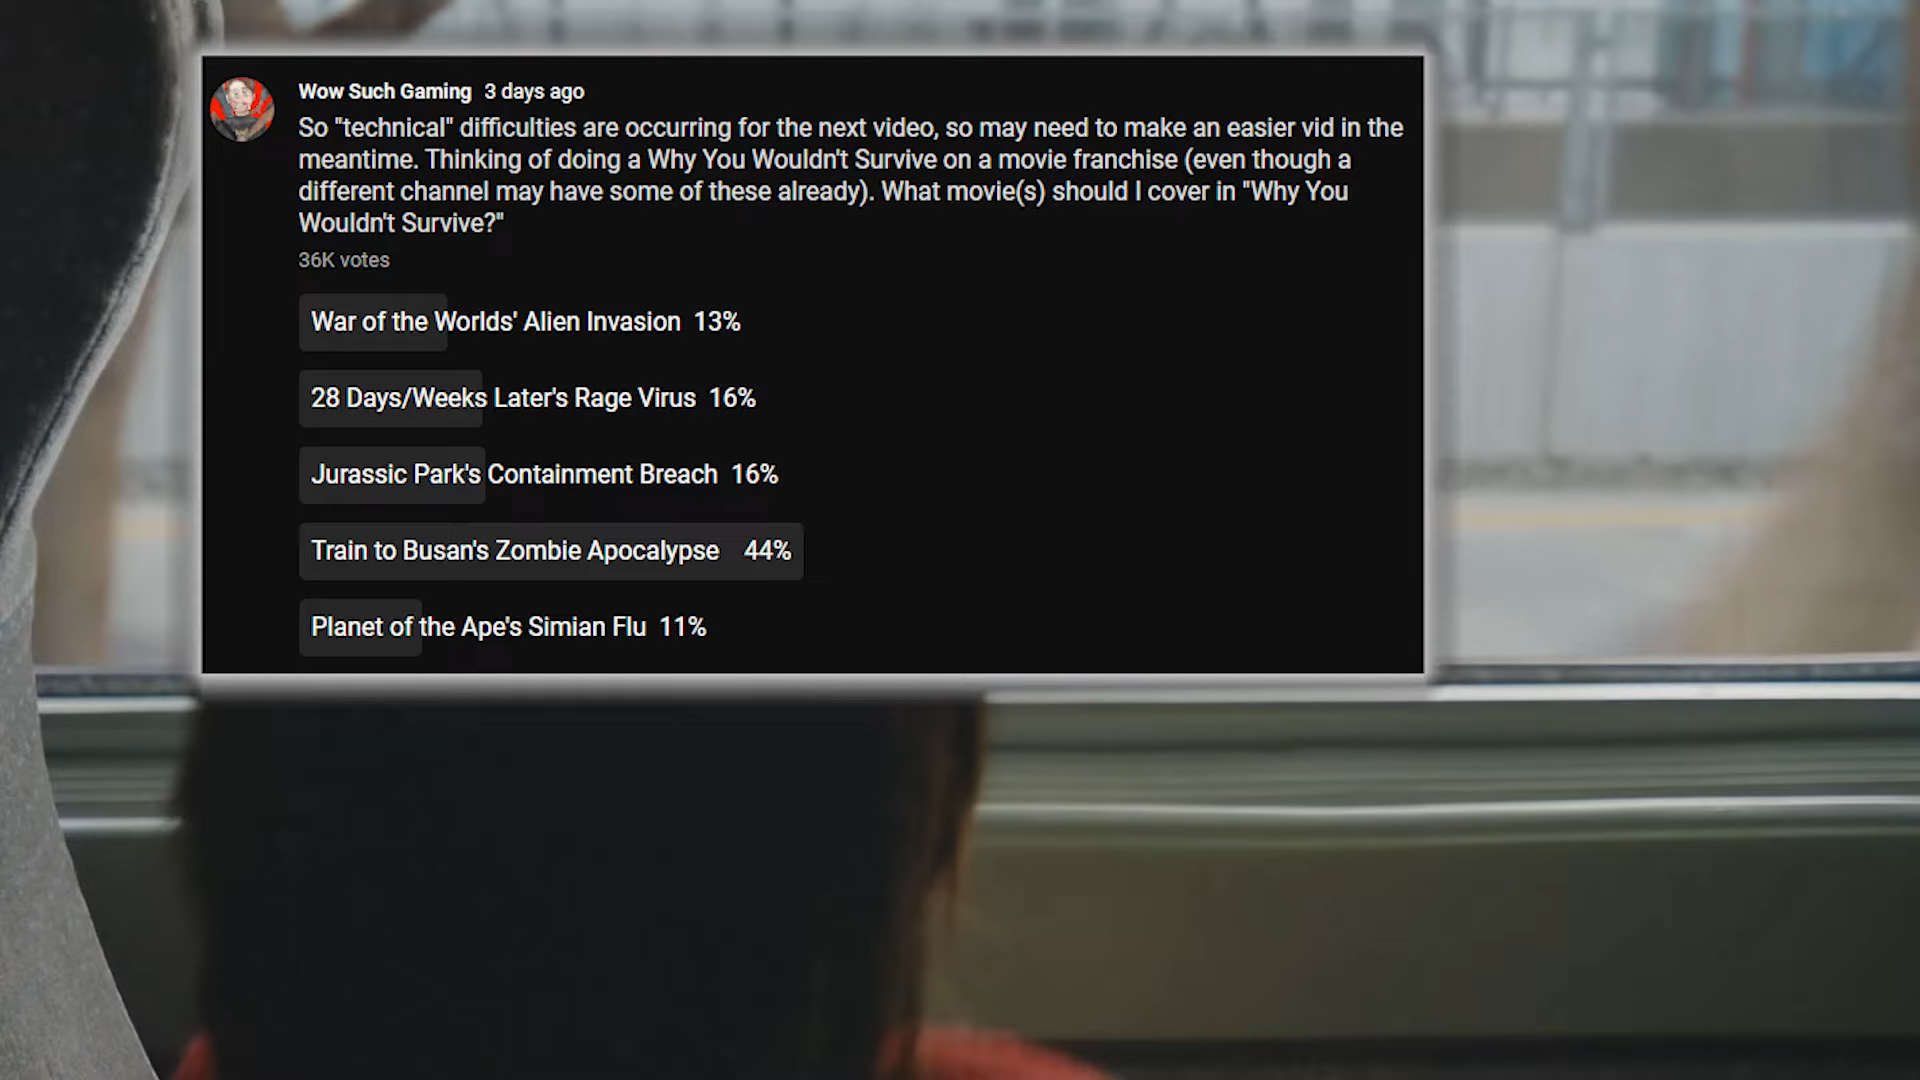 Wow Such Gaming 3 days ago
So "technical" difficulties are occurring for the next video, so may need to make an easier vid in the
meantime. Thinking of doing a Why You Wouldn't Survive on a movie franchise (even though a
different channel may have some of these already). What movie(s) should I cover in "Why You
Wouldn't Survive?"
36K votes
War of the Worlds' Alien Invasion 13%
28 Days/Weeks Later's Rage Virus 16%
Jurassic Park's Containment Breach 16%
Train to Busan's Zombie Apocalypse 44%
Planet of the Ape's Simian Flu 11%